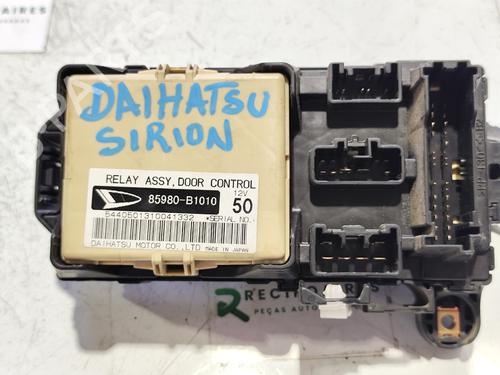 AIRES
DAIHATSU
SIRION
RELAY ASSY, DOOR CONTROL
85980-B1010
12V
50
5440501310041332
*SERIAL NO.
DAIHATSU MOTOR CO., LTD MADE IN JAPAN
PEÇAS AUTO